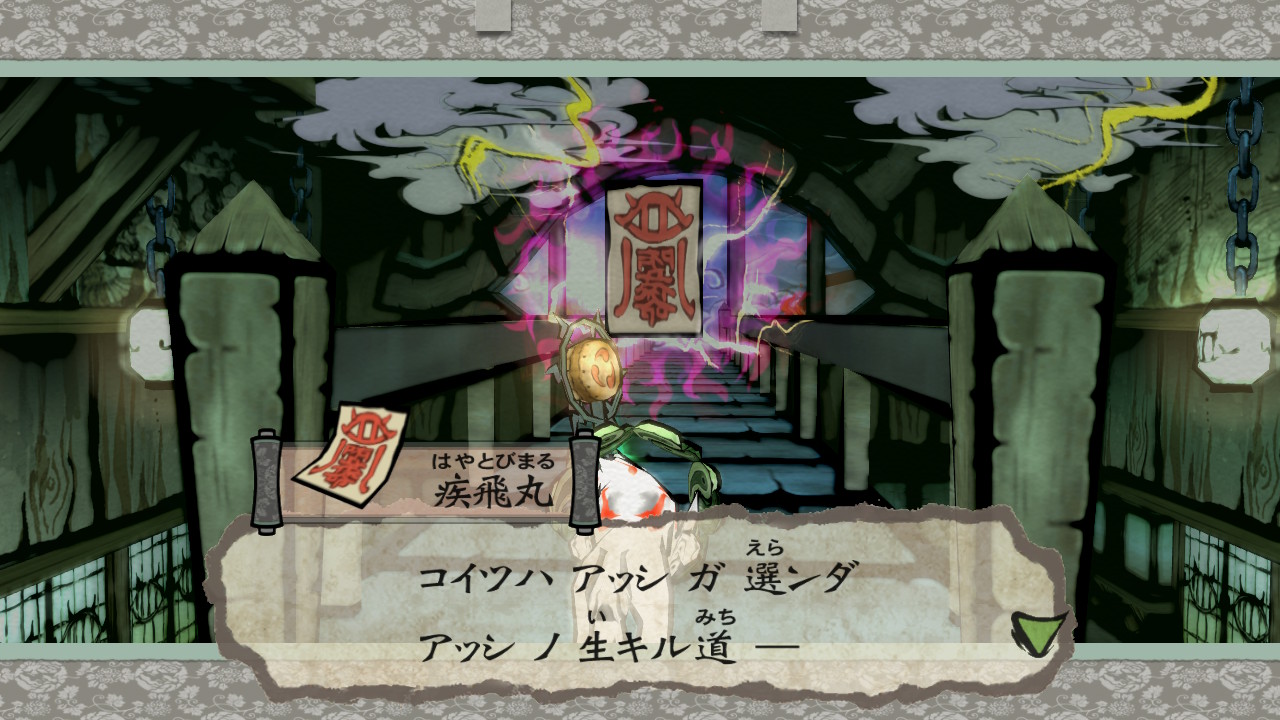 はやとびまる
疾飛丸
えら
コイツハ アッシ ガ 選ンダ
い みち
アッシ ノ 生キル道 ―